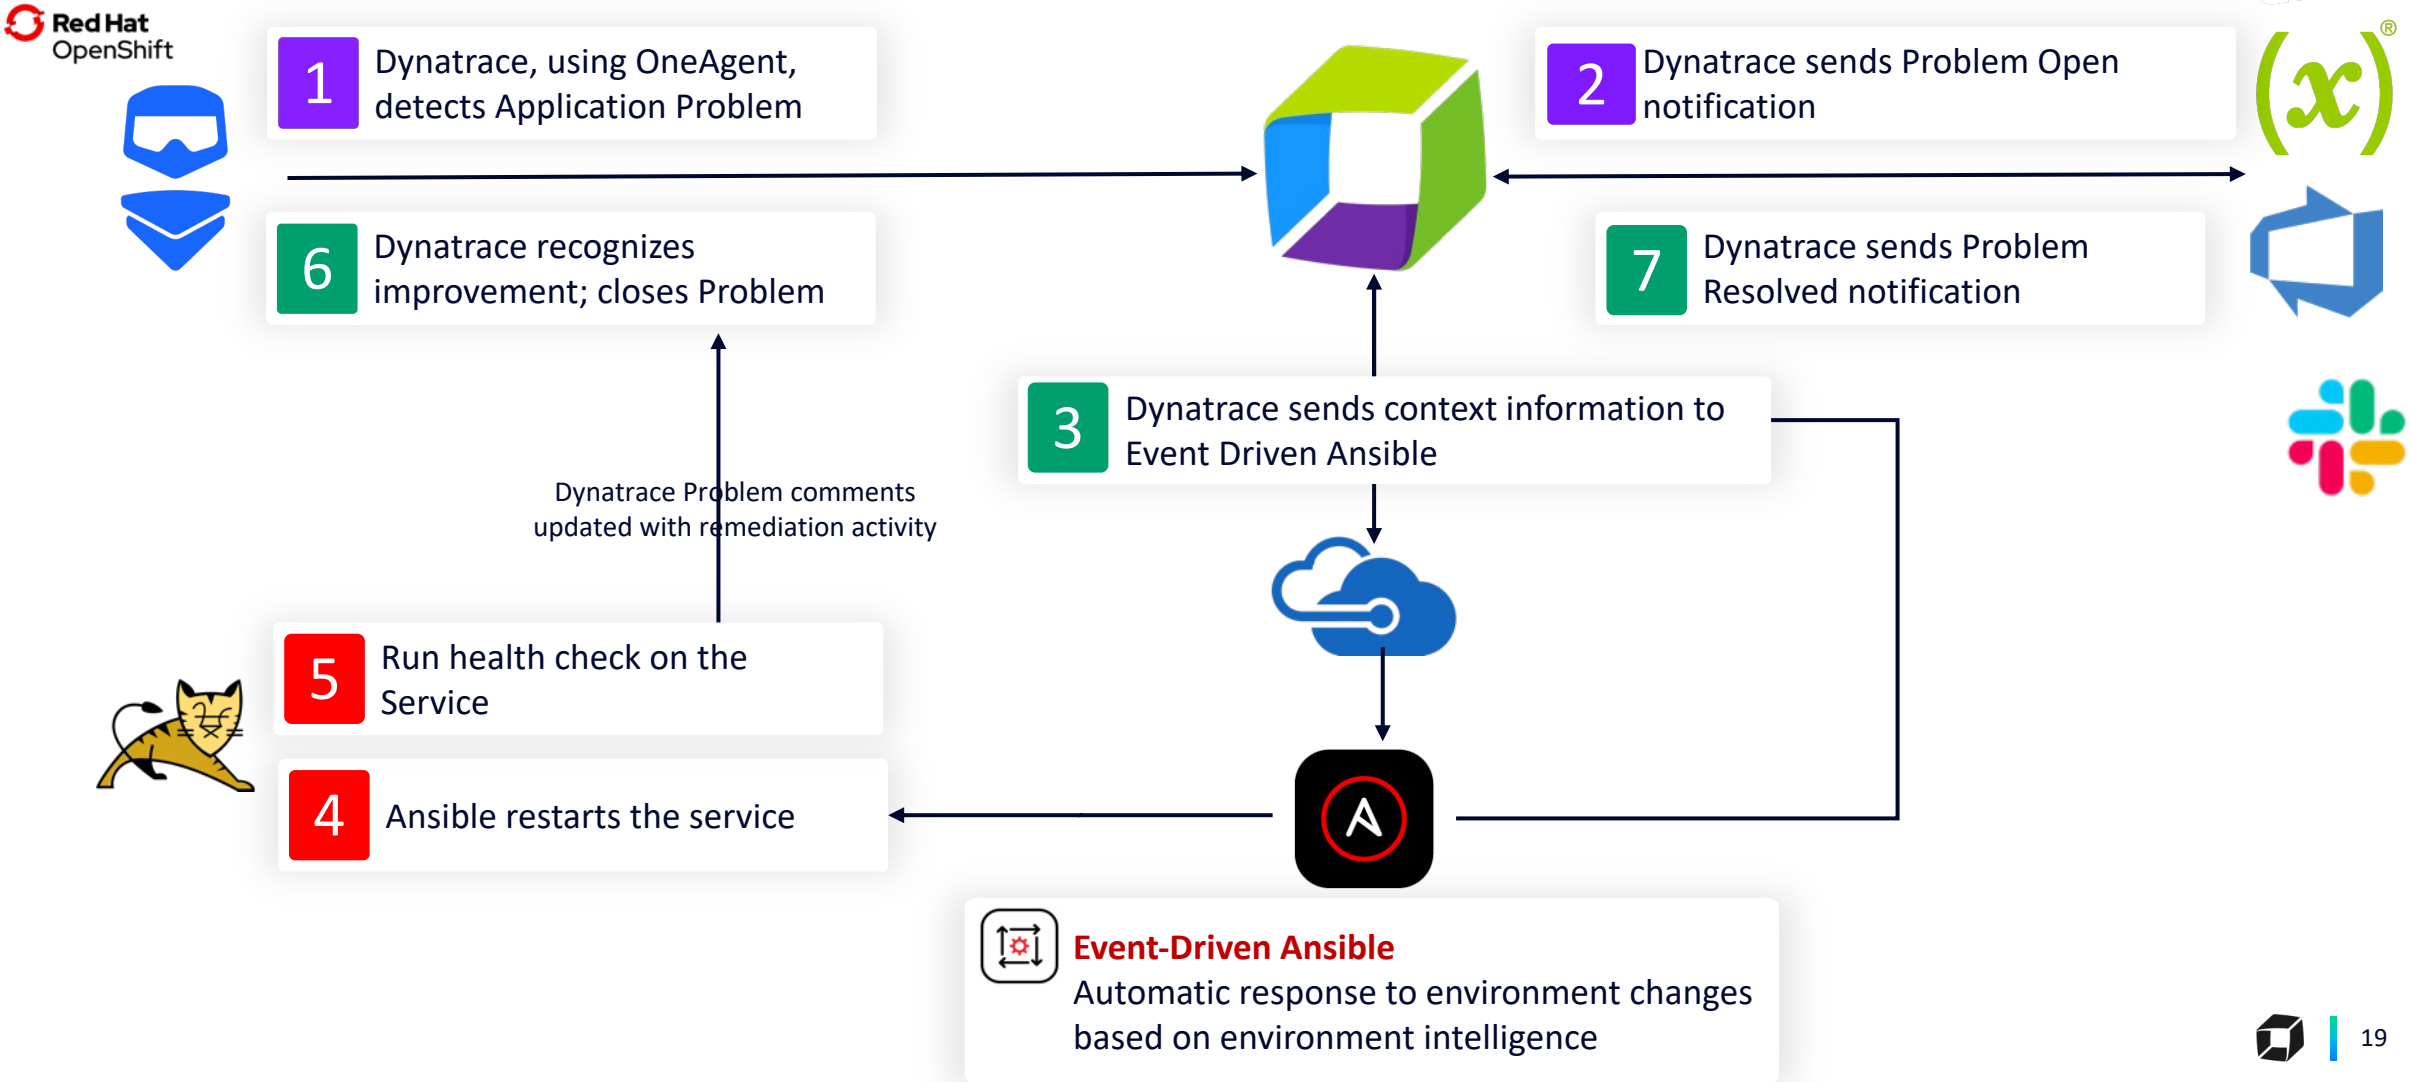 Red Hat
OpenShift
1
Dynatrace, using OneAgent,
detects Application Problem
2
Dynatrace sends Problem Open
notification
(x)®
6
Dynatrace recognizes
improvement; closes Problem
7
Dynatrace sends Problem
Resolved notification
3
Dynatrace sends context information to
Event Driven Ansible
Dynatrace Problem comments
updated with remediation activity
5
Run health check on the
Service
4
Ansible restarts the service
A
Event-Driven Ansible
Automatic response to environment changes
based on environment intelligence
19